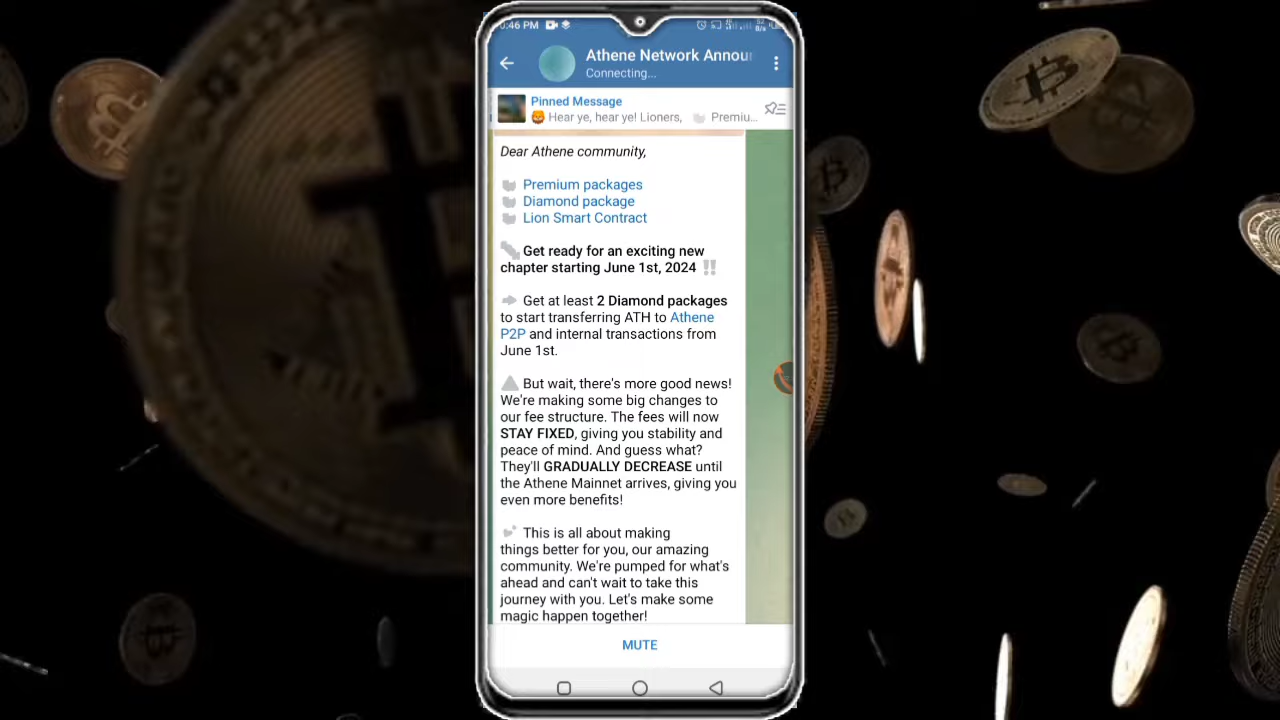 0:46 PM
Athene Network Annou
Connecting...
Pinned Message
Hear ye, hear ye! Lioners, Premiu...
Dear Athene community,
Premium packages
Diamond package
Lion Smart Contract
Get ready for an exciting new
chapter starting June 1st, 2024 ‼
Get at least 2 Diamond packages
to start transferring ATH to Athene
P2P and internal transactions from
June 1st.
But wait, there's more good news!
We're making some big changes to
our fee structure. The fees will now
STAY FIXED, giving you stability and
peace of mind. And guess what?
They'll GRADUALLY DECREASE until
the Athene Mainnet arrives, giving you
even more benefits!
This is all about making
things better for you, our amazing
community. We're pumped for what's
ahead and can't wait to take this
journey with you. Let's make some
magic happen together!
MUTE